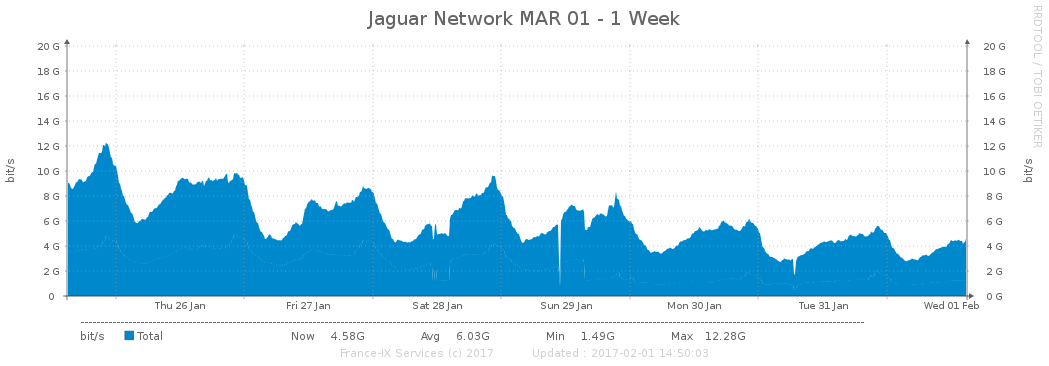 Jaguar Network MAR 01 - 1 Week
RRDTOOL / TOBI OETIKER
bit/s
20 G 20 G
18 G 18 G
16 G 16 G
14 G 14 G
12 G 12 G
10 G 10 G
8 G 8 G
6 G 6 G
4 G 4 G
2 G 2 G
0 0 G
bit/s
Thu 26 Jan Fri 27 Jan Sat 28 Jan Sun 29 Jan Mon 30 Jan Tue 31 Jan Wed 01 Feb
bit/s Total Now 4.58G Avg 6.03G Min 1.49G Max 12.28G
France-IX Services (c) 2017 Updated : 2017-02-01 14:50:03